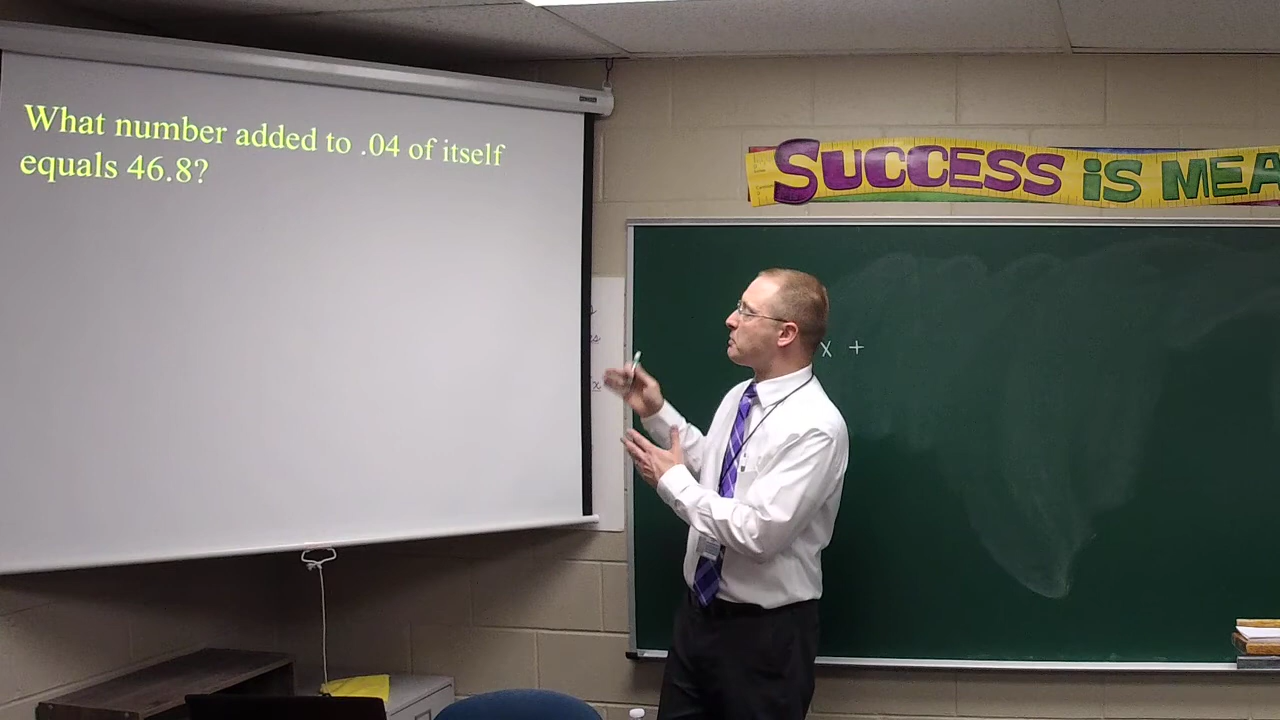 What number added to .04 of itself
equals 46.8?
SUCCESS iS MEA
x +